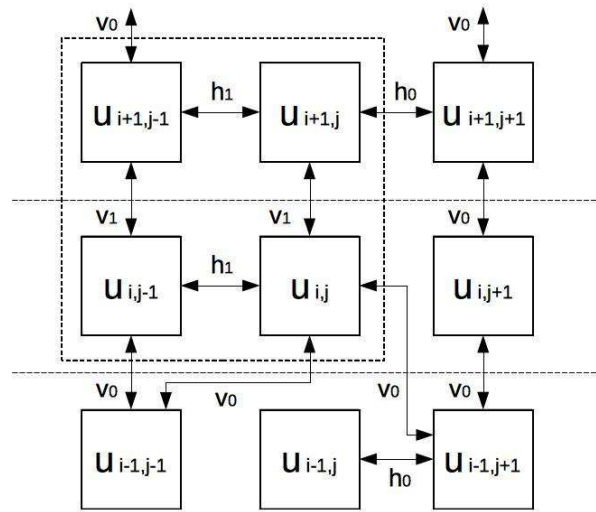 v0 v0
u i+1,j-1 h1 u i+1,j h0 u i+1,j+1
v1 v1 v0
u i,j-1 h1 u i,j u i,j+1
v0 v0 v0 v0
u i-1,j-1 u i-1,j h0 u i-1,j+1